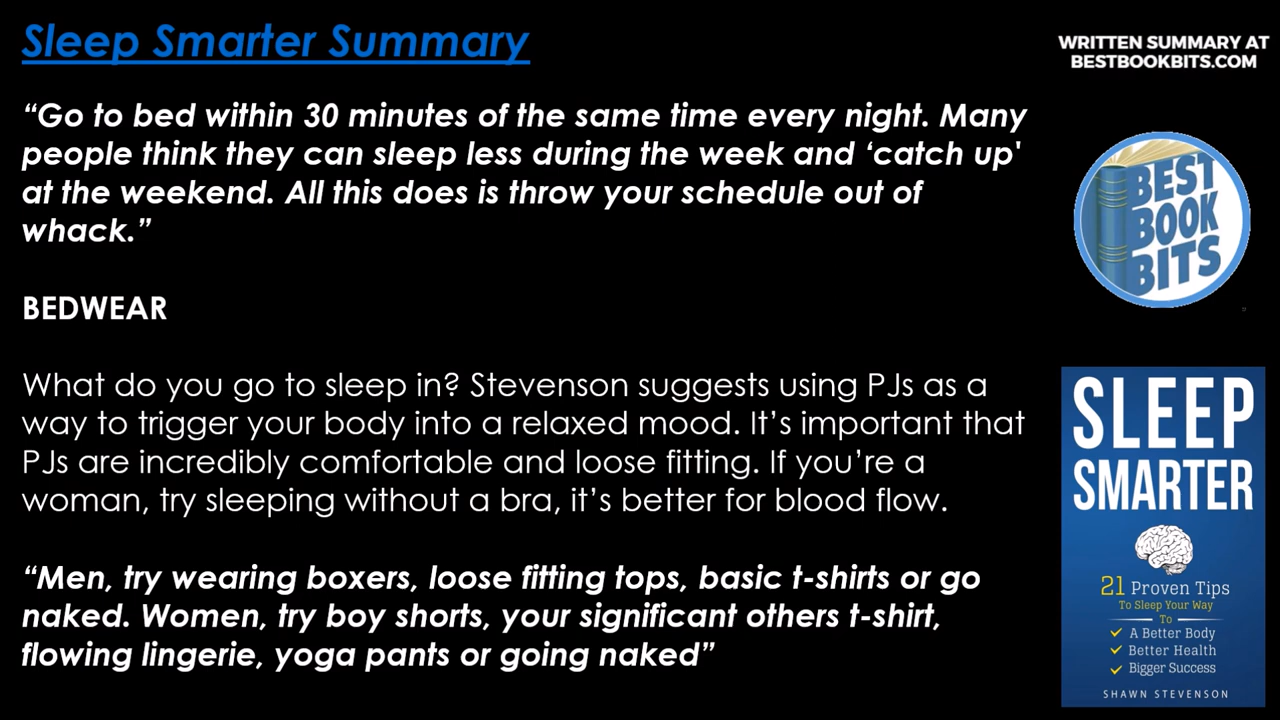 Sleep Smarter Summary
WRITTEN SUMMARY AT
BESTBOOKBITS.COM
“Go to bed within 30 minutes of the same time every night. Many
people think they can sleep less during the week and ‘catch up'
at the weekend. All this does is throw your schedule out of
whack.”
BEDWEAR
What do you go to sleep in? Stevenson suggests using PJs as a
way to trigger your body into a relaxed mood. It’s important that
PJs are incredibly comfortable and loose fitting. If you’re a
woman, try sleeping without a bra, it’s better for blood flow.
“Men, try wearing boxers, loose fitting tops, basic t-shirts or go
naked. Women, try boy shorts, your significant others t-shirt,
flowing lingerie, yoga pants or going naked”
BEST
BOOK
BITS
SLEEP
SMARTER
21 Proven Tips
To Sleep Your Way
To
A Better Body
Better Health
Bigger Success
SHAWN STEVENSON